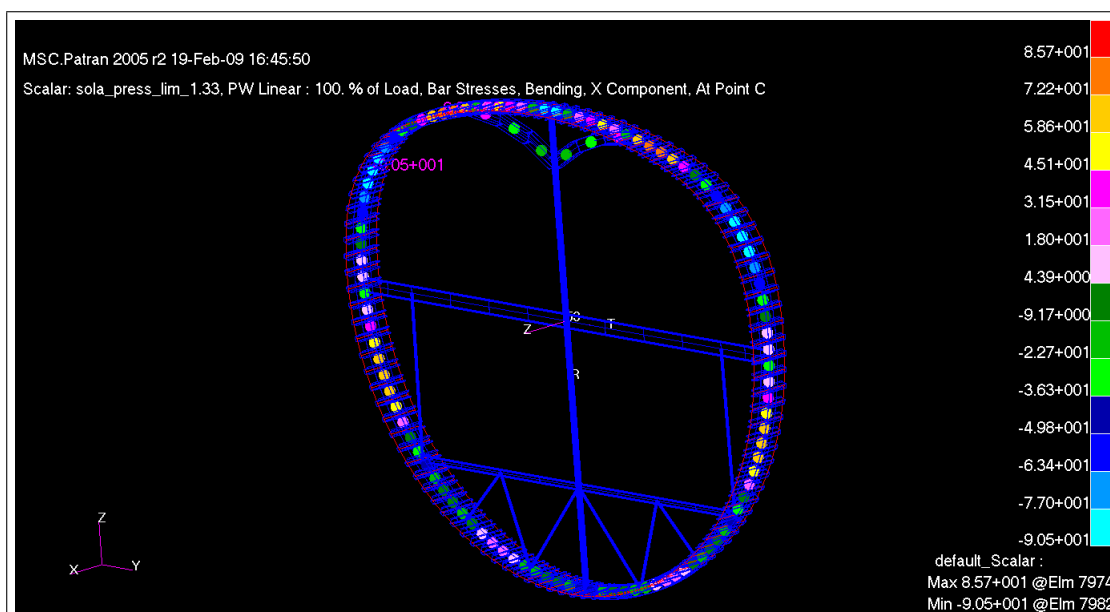 MSC.Patran 2005 r2 19-Feb-09 16:45:50
Scalar: sola_press_lim_1.33, PW Linear : 100. % of Load, Bar Stresses, Bending, X Component, At Point C
8.57+001
7.22+001
5.86+001
4.51+001
3.15+001
1.80+001
4.39+000
-9.17+000
-2.27+001
-3.63+001
-4.98+001
-6.34+001
-7.70+001
-9.05+001
05+001
Z
T
R
Z
X
Y
default_Scalar :
Max 8.57+001 @Elm 7974
Min -9.05+001 @Elm 798